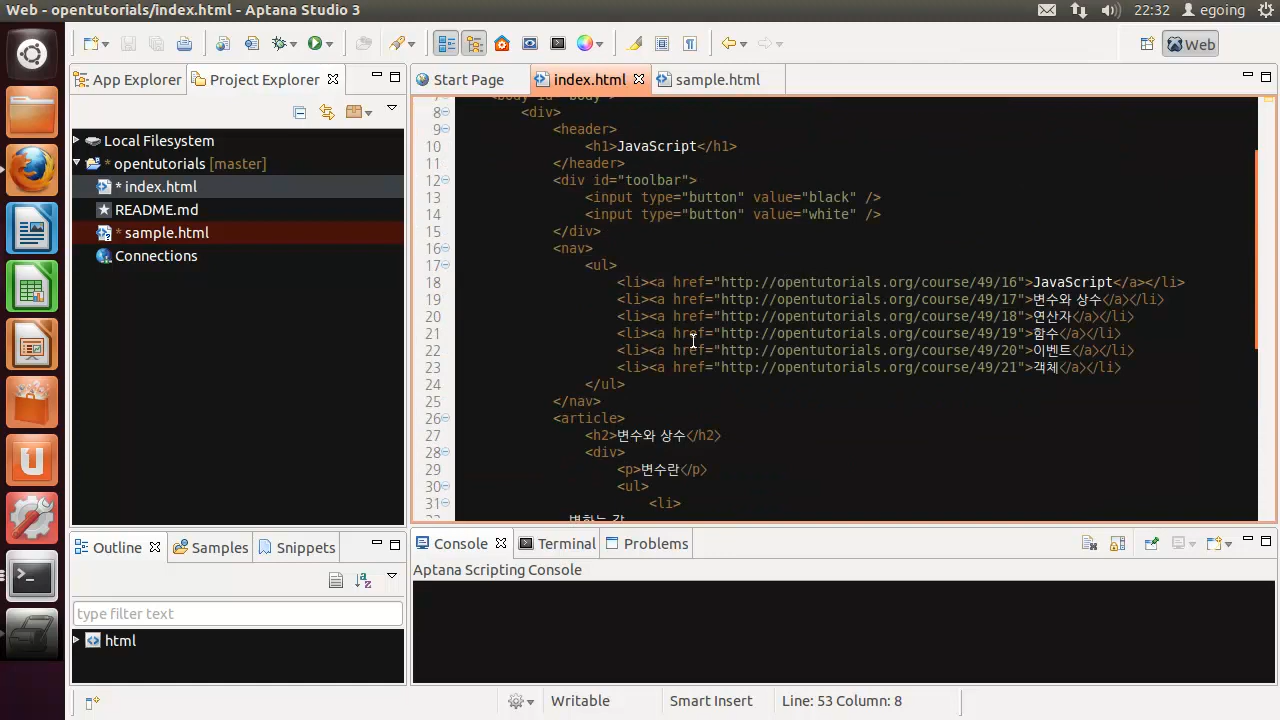 Web - opentutorials/index.html - Aptana Studio 3
22:32
egoing
Web
App Explorer
Project Explorer
Local Filesystem
* opentutorials [master]
* index.html
README.md
* sample.html
Connections
Start Page
index.html
sample.html
8 <div>
9 <header>
10 <h1>JavaScript</h1>
11 </header>
12 <div id="toolbar">
13 <input type="button" value="black" />
14 <input type="button" value="white" />
15 </div>
16 <nav>
17 <ul>
18 <li><a href="http://opentutorials.org/course/49/16">JavaScript</a></li>
19 <li><a href="http://opentutorials.org/course/49/17">변수와 상수</a></li>
20 <li><a href="http://opentutorials.org/course/49/18">연산자</a></li>
21 <li><a href="http://opentutorials.org/course/49/19">함수</a></li>
22 <li><a href="http://opentutorials.org/course/49/20">이벤트</a></li>
23 <li><a href="http://opentutorials.org/course/49/21">객체</a></li>
24 </ul>
25 </nav>
26 <article>
27 <h2>변수와 상수</h2>
28 <div>
29 <p>변수란</p>
30 <ul>
31 <li>
Outline
Samples
Snippets
type filter text
html
Console
Terminal
Problems
Aptana Scripting Console
Writable
Smart Insert
Line: 53 Column: 8